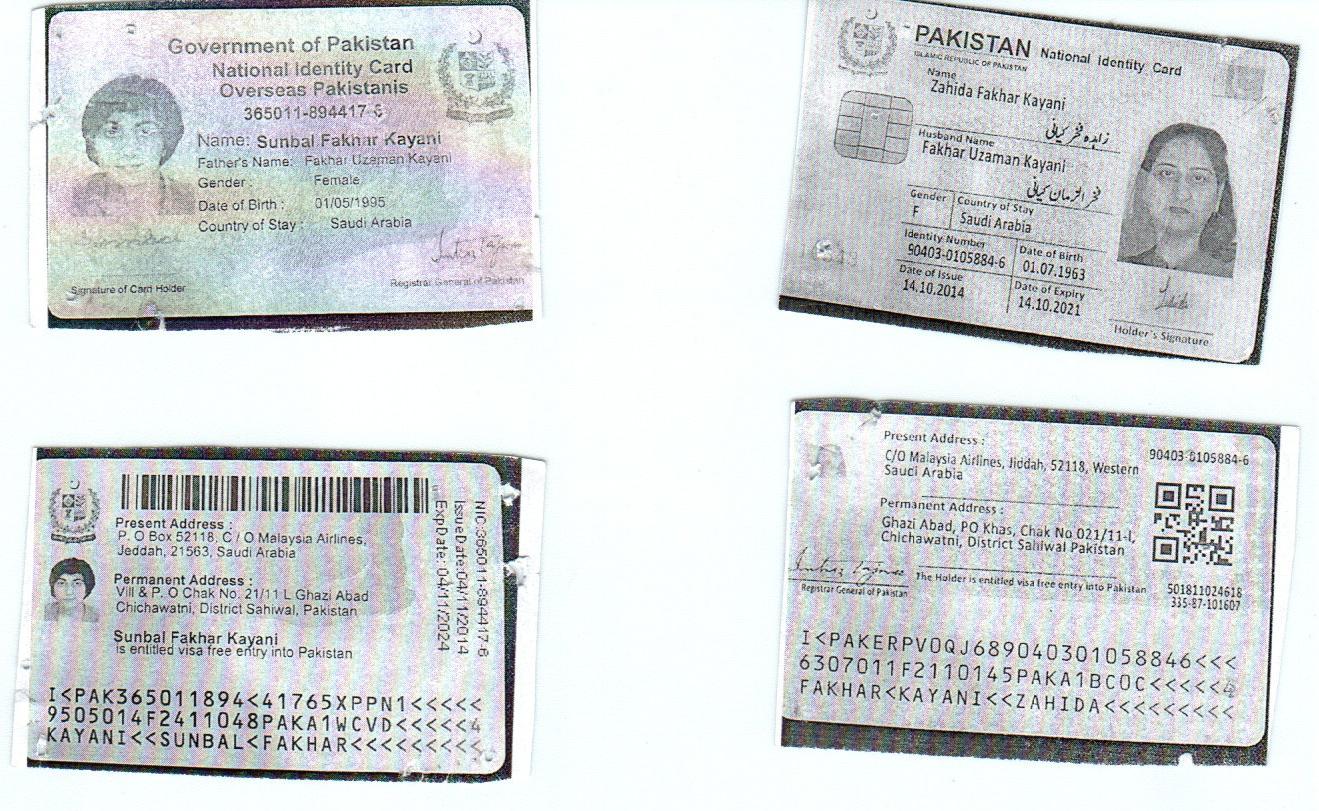 Government of Pakistan
National Identity Card
Overseas Pakistanis
365011-894417-6
Name: Sunbal Fakhar Kayani
Father's Name: Fakhar Uzaman Kayani
Gender : Female
Date of Birth : 01/05/1995
Country of Stay : Saudi Arabia
Signature of Card Holder
Registrar General of Pakistan
PAKISTAN National Identity Card
ISLAMIC REPUBLIC OF PAKISTAN
Name
Zahida Fakhar Kayani
زاہدہ فخر کیانی
Husband Name
Fakhar Uzaman Kayani
فخر الزمان کیانی
Gender Country of Stay
F Saudi Arabia
Identity Number Date of Birth
90403-0105884-6 01.07.1963
Date of Issue Date of Expiry
14.10.2014 14.10.2021
Holder's Signature
Present Address :
P. O Box 52118, C / O Malaysia Airlines,
Jeddah, 21563, Saudi Arabia
Permanent Address :
Vill & P. O Chak No. 21/11 L Ghazi Abad
Chichawatni, District Sahiwal, Pakistan
Sunbal Fakhar Kayani
is entitled visa free entry into Pakistan
NIC:365011-894417-6
IssueDate:04/11/2014
ExpDate:04/11/2024
I<PAK365011894<41765XPPN1<<<<<
9505014F2411048PAKA1WCVD<<<<<4
KAYANI<<SUNBAL<FAKHAR<<<<<<<<<
Present Address :
C/O Malaysia Airlines, Jiddah, 52118, Western
Saudi Arabia
90403-0105884-6
Permanent Address :
Ghazi Abad, PO Khas, Chak No 021/11-l,
Chichawatni, District Sahiwal Pakistan
Registrar General of Pakistan
The Holder is entitled visa free entry into Pakistan
501811024618
335-87-101607
I<PAKERPV0QJ689040301058846<<<
6307011F2110145PAKA1BCOC<<<<<
FAKHAR<KAYANI<<ZAHIDA<<<<<<<<<